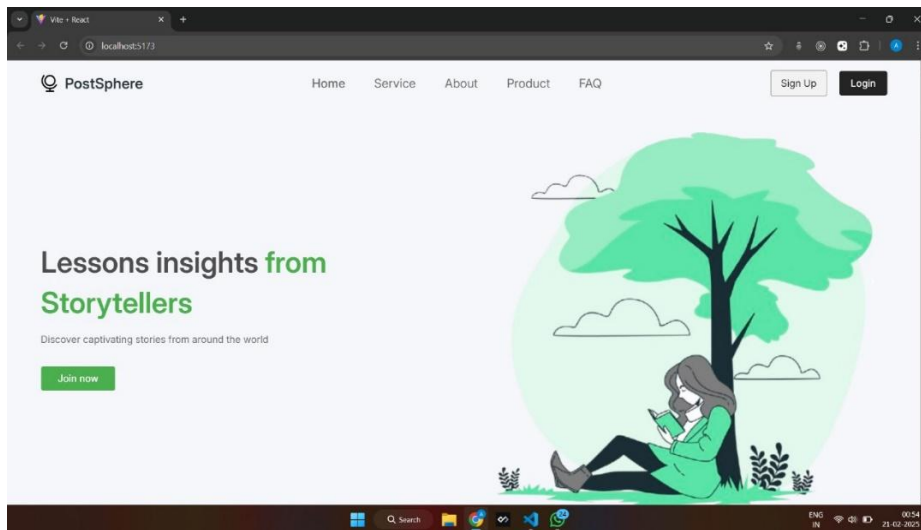 Vite + React
localhost:5173
PostSphere
Home Service About Product FAQ
Sign Up Login
Lessons insights from
Storytellers
Discover captivating stories from around the world
Join now
Search
24
ENG
IN
00:54
21-02-2025